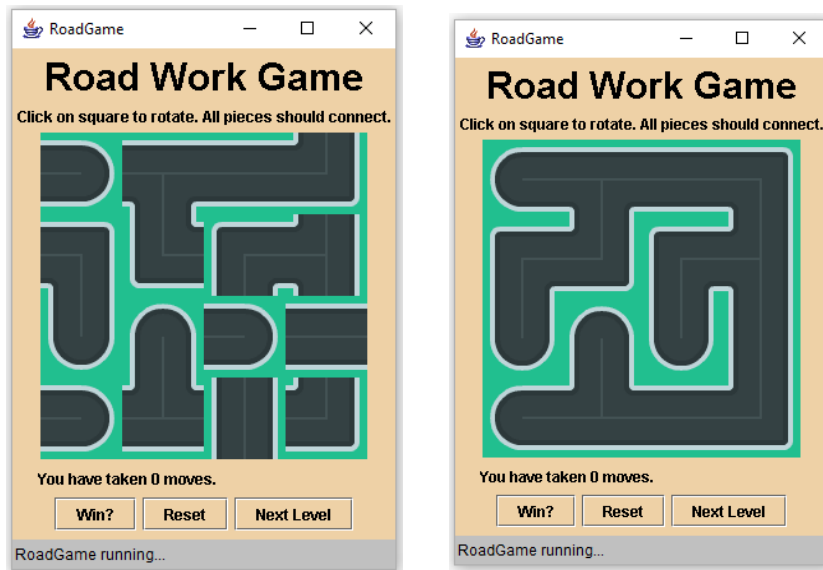 RoadGame
Road Work Game
Click on square to rotate. All pieces should connect.
You have taken 0 moves.
Win?
Reset
Next Level
RoadGame running...
RoadGame
Road Work Game
Click on square to rotate. All pieces should connect.
You have taken 0 moves.
Win?
Reset
Next Level
RoadGame running...